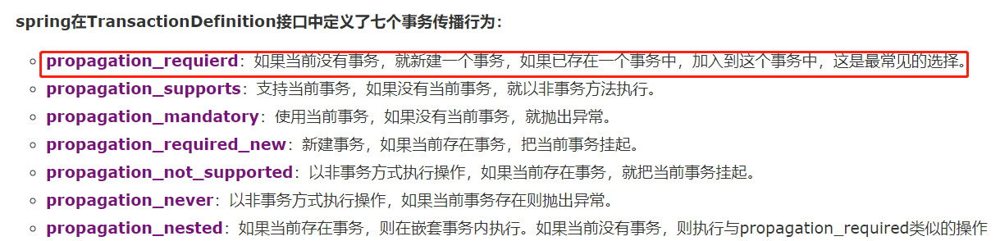 spring在TransactionDefinition接口中定义了七个事务传播行为：
propagation_requierd：如果当前没有事务，就新建一个事务，如果已存在一个事务中，加入到这个事务中，这是最常见的选择。
propagation_supports：支持当前事务，如果没有当前事务，就以非事务方法执行。
propagation_mandatory：使用当前事务，如果没有当前事务，就抛出异常。
propagation_required_new：新建事务，如果当前存在事务，把当前事务挂起。
propagation_not_supported：以非事务方式执行操作，如果当前存在事务，就把当前事务挂起。
propagation_never：以非事务方式执行操作，如果当前事务存在则抛出异常。
propagation_nested：如果当前存在事务，则在嵌套事务内执行。如果当前没有事务，则执行与propagation_required类似的操作